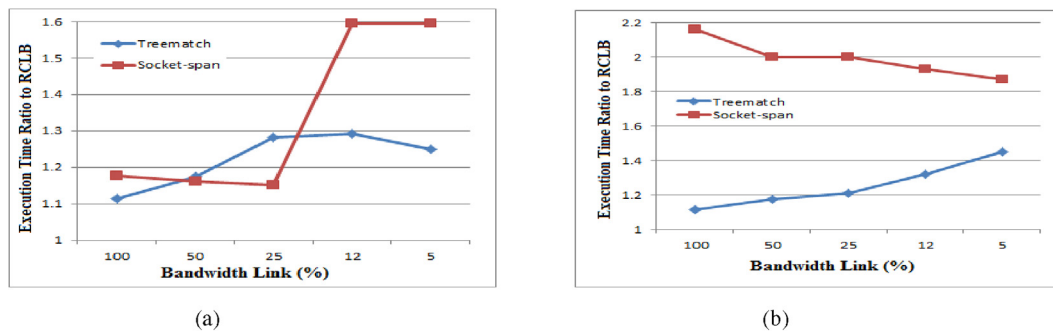 1.6
1.5
1.4
1.3
1.2
1.1
1
Execution Time Ratio to RCLB
Treematch
Socket-span
100 50 25 12 5
Bandwidth Link (%)
(a)
2.2
2
1.8
1.6
1.4
1.2
1
Execution Time Ratio to RCLB
Treematch
Socket-span
100 50 25 12 5
Bandwidth Link (%)
(b)